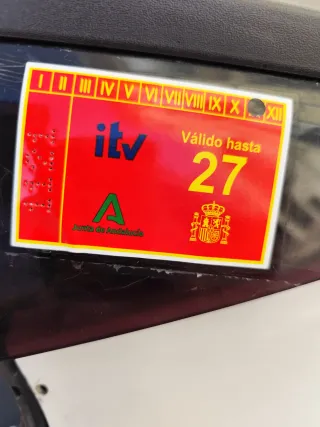 I II III IV V VI VII VIII IX X XII
itv
Válido hasta
27
Junta de Andalucía